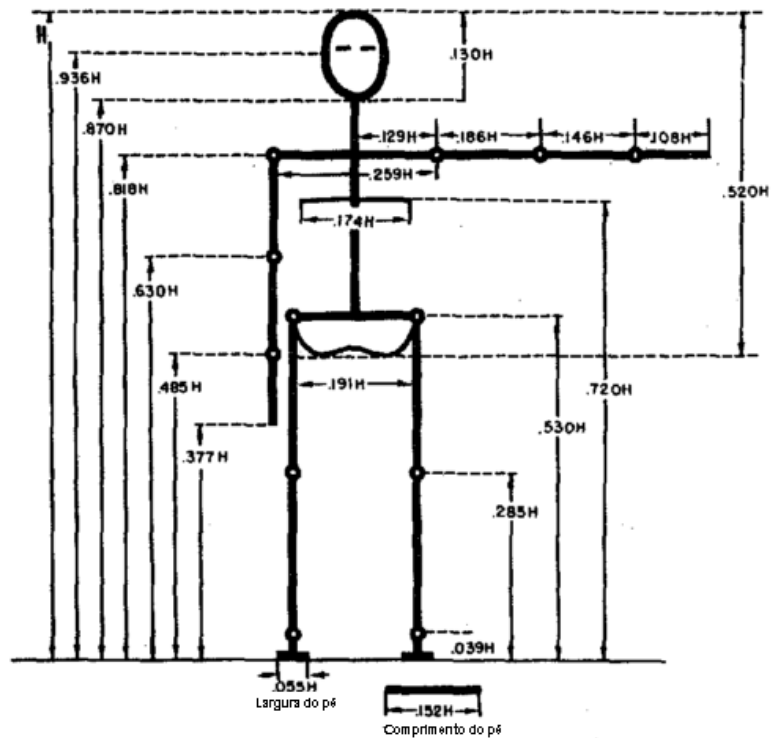 H
.130H
.936H
.870H
.129H .186H .146H .108H
.259H
.818H
.520H
.174H
.630H
.485H
.191H
.720H
.530H
.377H
.285H
.039H
.055H
Largura do pé
.152H
Comprimento do pé